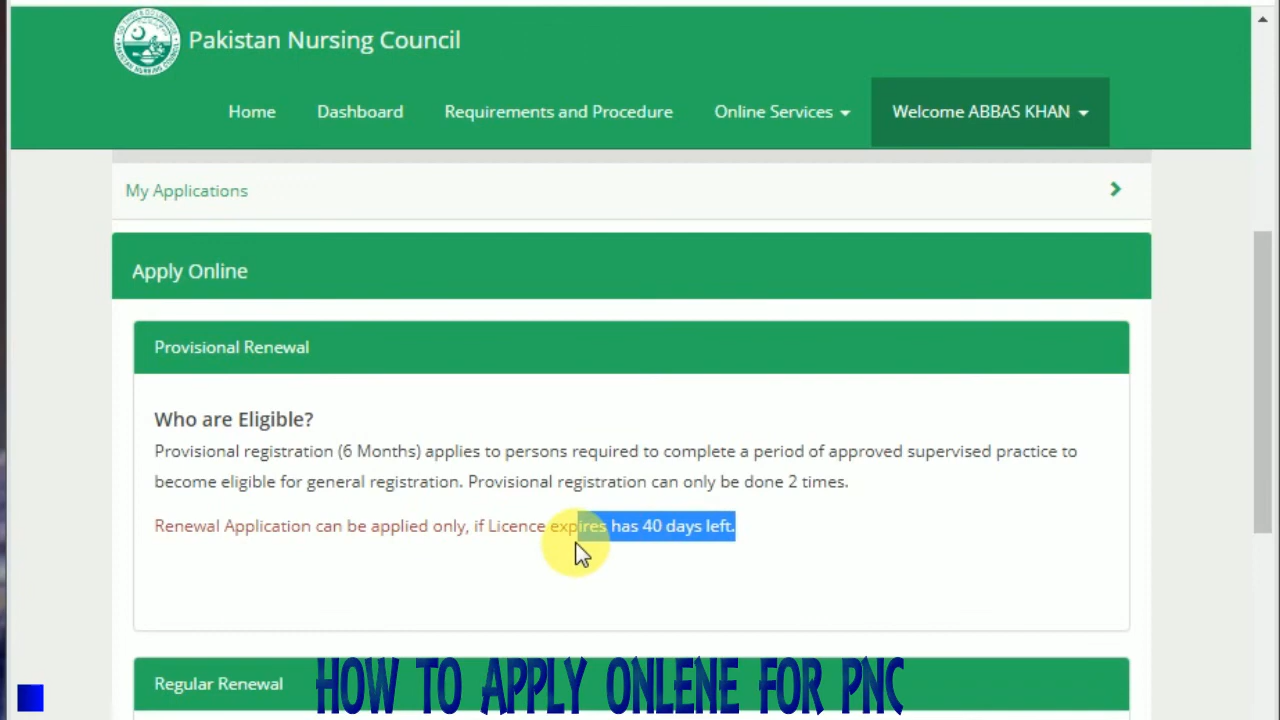 Pakistan Nursing Council
Home Dashboard Requirements and Procedure Online Services Welcome ABBAS KHAN
My Applications
Apply Online
Provisional Renewal
Who are Eligible?
Provisional registration (6 Months) applies to persons required to complete a period of approved supervised practice to
become eligible for general registration. Provisional registration can only be done 2 times.
Renewal Application can be applied only, if Licence expires has 40 days left.
Regular Renewal
HOW TO APPLY ONLENE FOR PNC